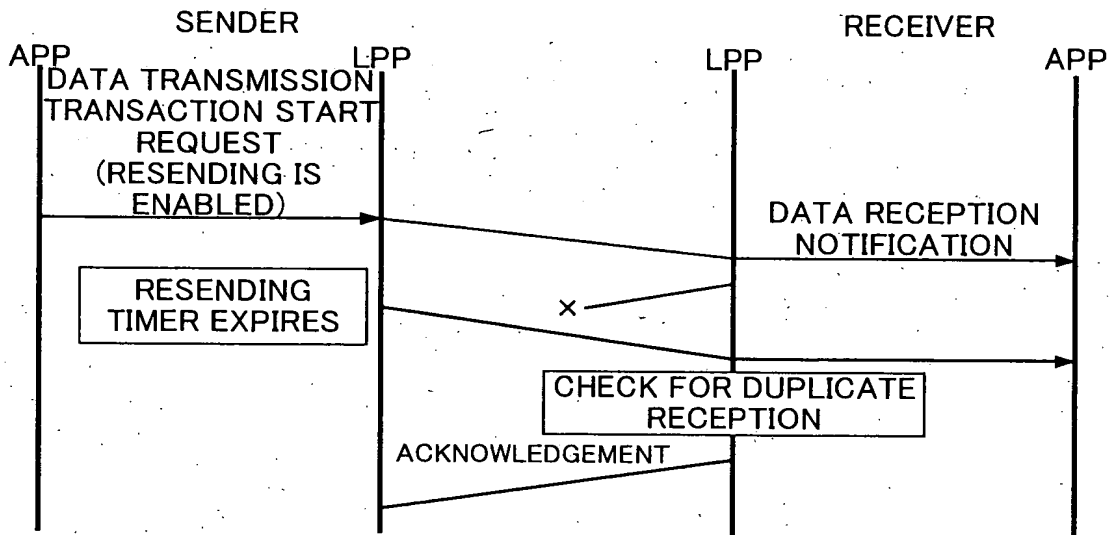 SENDER
RECEIVER
APP
LPP
LPP
APP
DATA TRANSMISSION
TRANSACTION START
REQUEST
(RESENDING IS
ENABLED)
DATA RECEPTION
NOTIFICATION
RESENDING
TIMER EXPIRES
×
CHECK FOR DUPLICATE
RECEPTION
ACKNOWLEDGEMENT